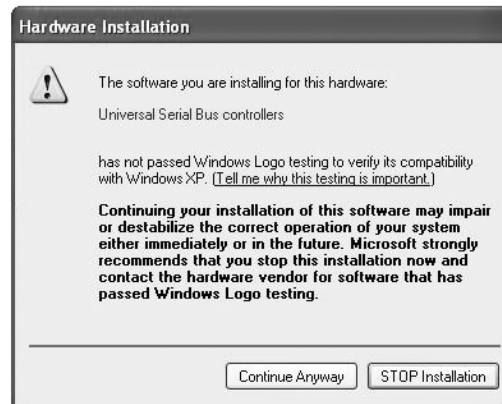 Hardware Installation
The software you are installing for this hardware:
Universal Serial Bus controllers
has not passed Windows Logo testing to verify its compatibility
with Windows XP. (Tell me why this testing is important.)
Continuing your installation of this software may impair
or destabilize the correct operation of your system
either immediately or in the future. Microsoft strongly
recommends that you stop this installation now and
contact the hardware vendor for software that has
passed Windows Logo testing.
Continue Anyway
STOP Installation